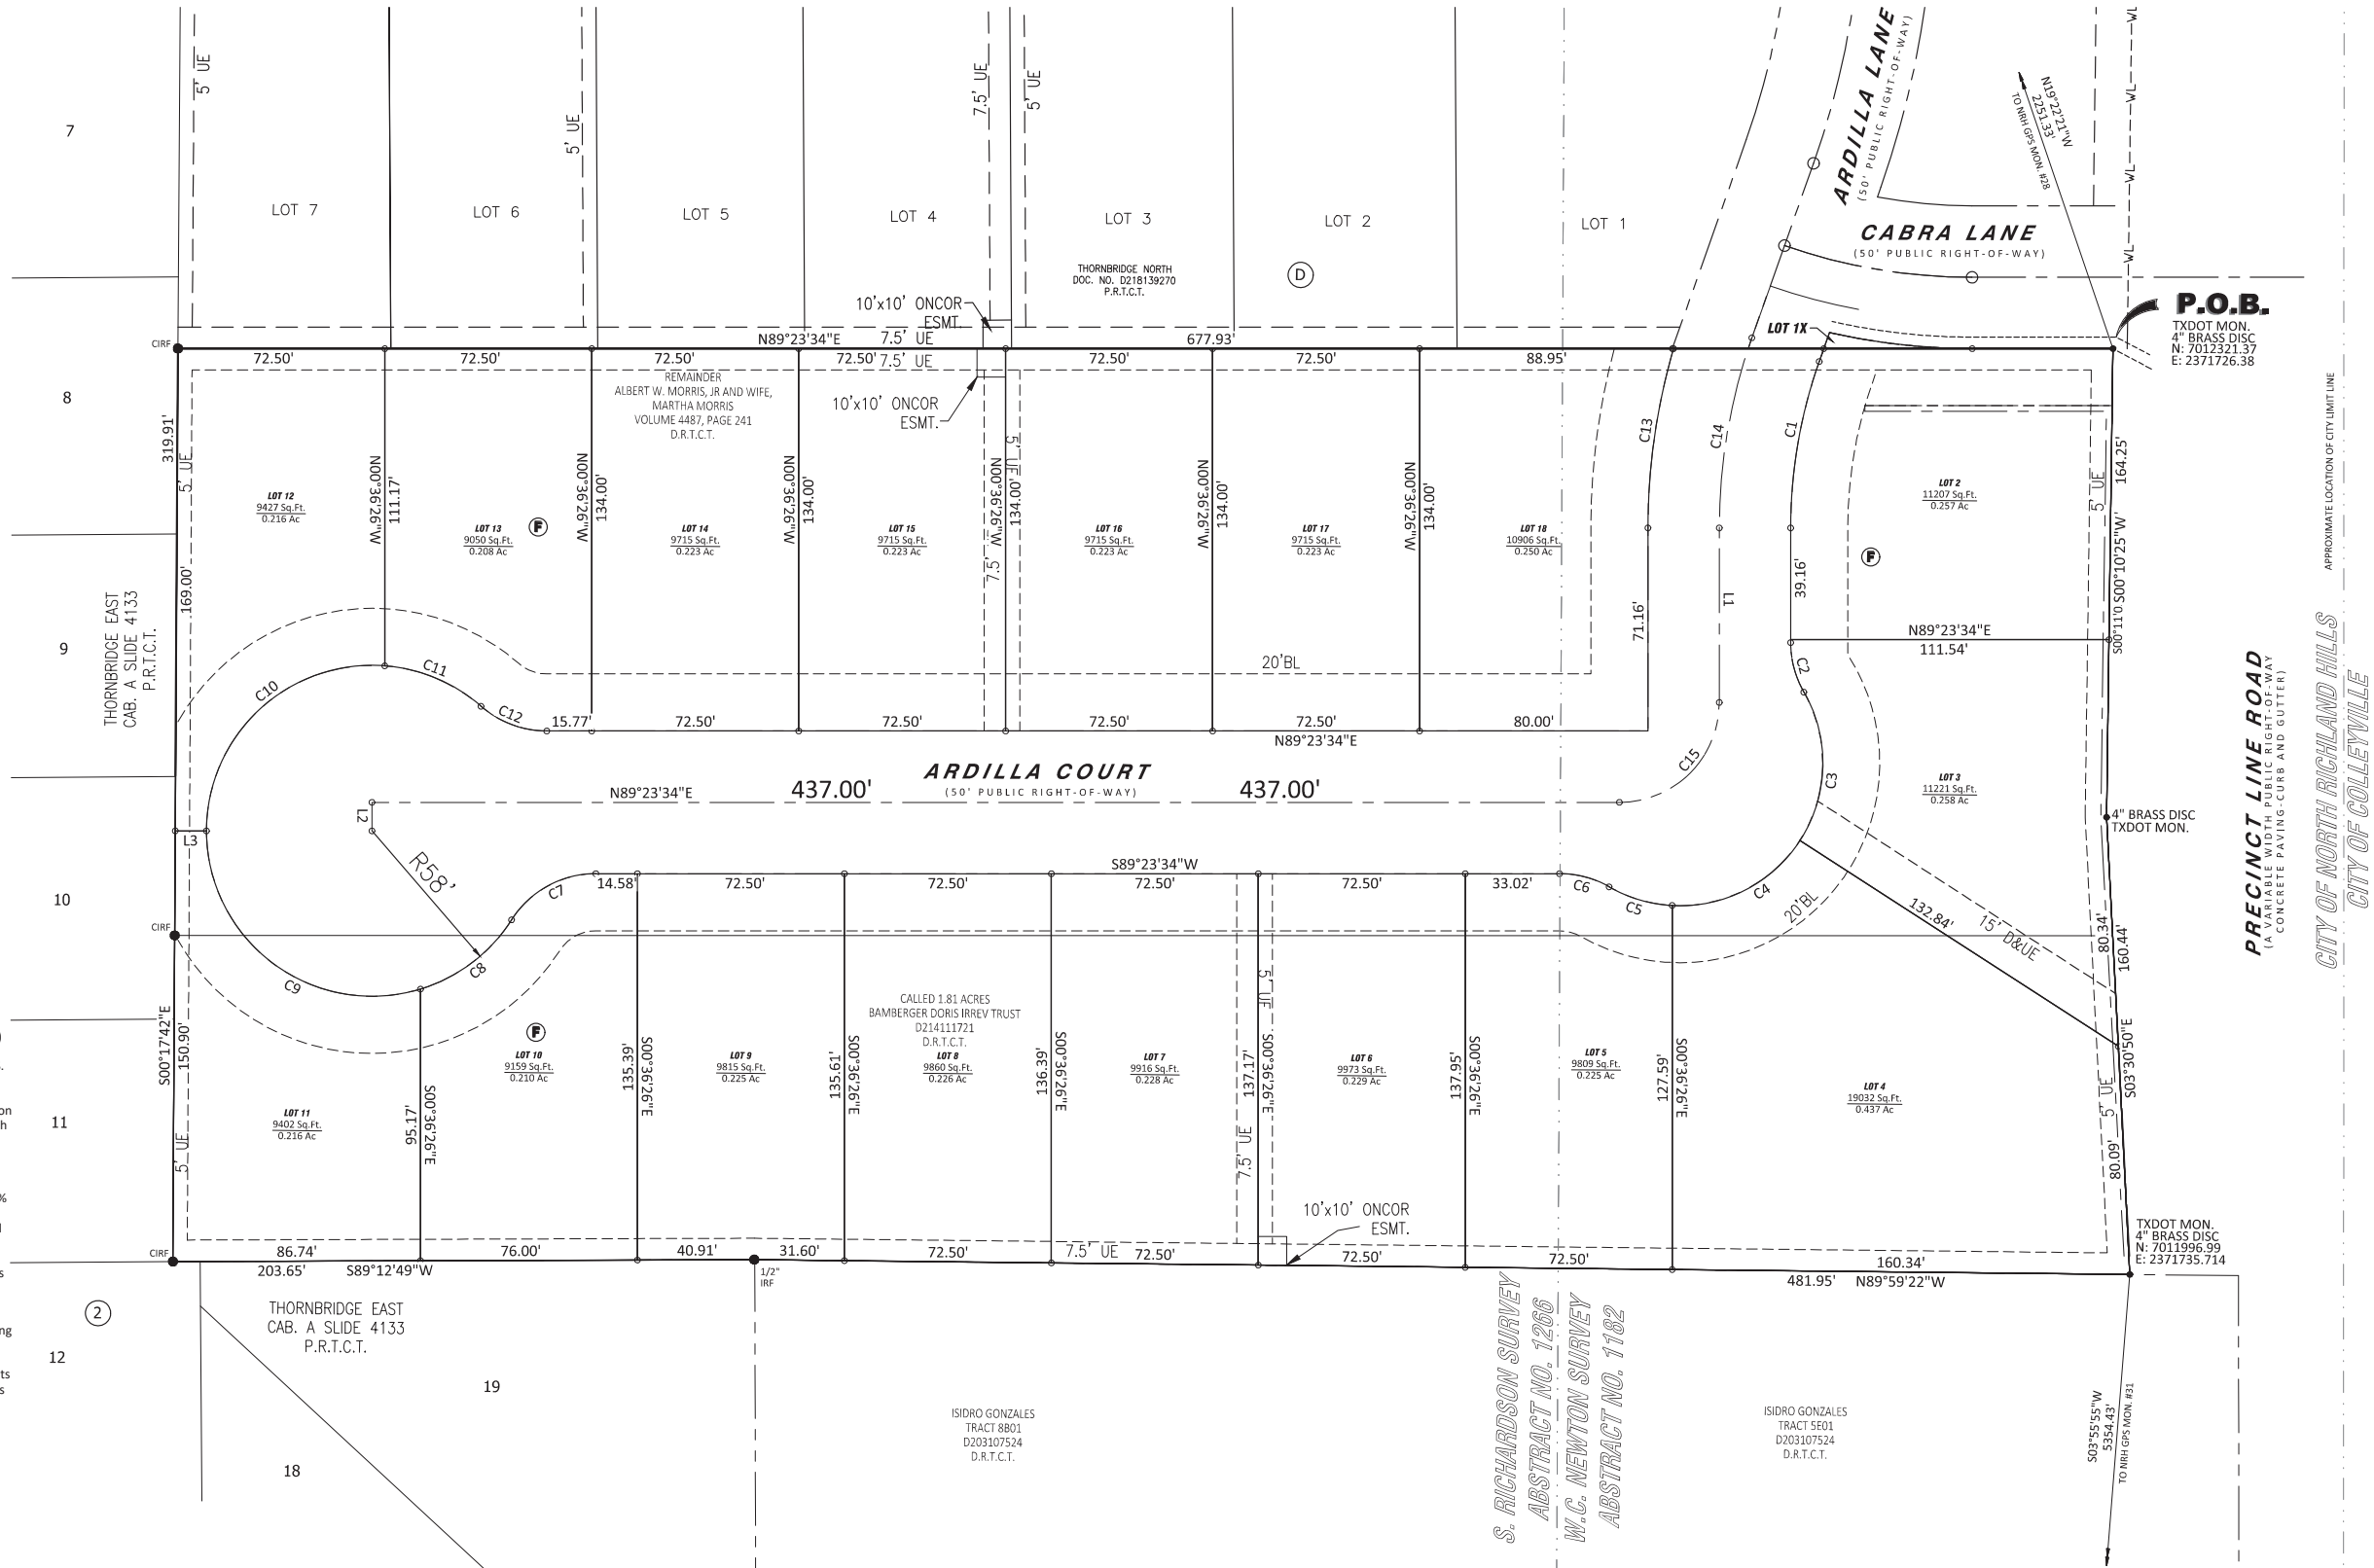 7
8
9
10
11
12
2
5' UE
LOT 7
LOT 6
5' UE
LOT 5
LOT 4
7.5' UE
5' UE
LOT 3
LOT 2
LOT 1
THORNBRIDGE NORTH
DOC. NO. D218139270
P.R.T.C.T.
D
10'x10' ONCOR
ESMT.
ARDILLA LANE
(50' PUBLIC RIGHT-OF-WAY)
CABRA LANE
(50' PUBLIC RIGHT-OF-WAY)
N19°22'21"W
2251.33'
TO NRH GPS MON. #28
WL
WL
WL
WL
WL
LOT 1X
P.O.B.
TXDOT MON.
4" BRASS DISC
N: 7012321.37
E: 2371726.38
CIRF
N89°23'34"E
7.5' UE
677.93'
72.50'
72.50'
72.50'
72.50'
7.5' UE
72.50'
72.50'
88.95'
REMAINDER
ALBERT W. MORRIS, JR AND WIFE,
MARTHA MORRIS
VOLUME 4487, PAGE 241
D.R.T.C.T.
10'x10' ONCOR
ESMT.
319.91'
5' UE
169.00'
THORNBRIDGE EAST
CAB. A SLIDE 4133
P.R.T.C.T.
LOT 12
9427 Sq.Ft.
0.216 Ac
N00°36'26"W
111.17'
LOT 13
9050 Sq.Ft.
0.208 Ac
F
N00°36'26"W
134.00'
LOT 14
9715 Sq.Ft.
0.223 Ac
N00°36'26"W
134.00'
LOT 15
9715 Sq.Ft.
0.223 Ac
7.5'
N00°36'26"W
5' UE
134.00'
LOT 16
9715 Sq.Ft.
0.223 Ac
N00°36'26"W
134.00'
LOT 17
9715 Sq.Ft.
0.223 Ac
N00°36'26"W
134.00'
LOT 18
10906 Sq.Ft.
0.250 Ac
C13
C14
C1
71.16'
L1
39.16'
LOT 2
11207 Sq.Ft.
0.257 Ac
F
5' UE
164.25'
S00°10'25"W
S00°11'0
N89°23'34"E
111.54'
APPROXIMATE LOCATION OF CITY LIMIT LINE
CITY OF NORTH RICHLAND HILLS
CITY OF COLLEYVILLE
PRECINCT LINE ROAD
(A VARIABLE WIDTH PUBLIC RIGHT-OF-WAY
CONCRETE PAVING-CURB AND GUTTER)
C10
C11
C12
15.77'
72.50'
72.50'
72.50'
72.50'
80.00'
20'BL
N89°23'34"E
C2
C3
C15
LOT 3
11221 Sq.Ft.
0.258 Ac
4" BRASS DISC
TXDOT MON.
N89°23'34"E
437.00'
ARDILLA COURT
(50' PUBLIC RIGHT-OF-WAY)
437.00'
L2
L3
R58'
C7
C8
C9
14.58'
72.50'
72.50'
S89°23'34"W
72.50'
72.50'
33.02'
C6
C5
C4
20'BL
132.84'
15' D&UE
80.34'
160.44'
S03°30'50"E
5' UE
80.09'
CIRF
S00°17'42"E
150.90'
5' UE
LOT 11
9402 Sq.Ft.
0.216 Ac
95.17'
S00°36'26"E
F
LOT 10
9159 Sq.Ft.
0.210 Ac
135.39'
S00°36'26"E
LOT 9
9815 Sq.Ft.
0.225 Ac
135.61'
S00°36'26"E
CALLED 1.81 ACRES
BAMBERGER DORIS IRREV TRUST
D214111721
D.R.T.C.T.
LOT 8
9860 Sq.Ft.
0.226 Ac
136.39'
S00°36'26"E
LOT 7
9916 Sq.Ft.
0.228 Ac
7.5' UE
137.17'
5' UE
S00°36'26"E
LOT 6
9973 Sq.Ft.
0.229 Ac
137.95'
S00°36'26"E
LOT 5
9809 Sq.Ft.
0.225 Ac
127.59'
S00°36'26"E
LOT 4
19032 Sq.Ft.
0.437 Ac
10'x10' ONCOR
ESMT.
CIRF
86.74'
76.00'
40.91'
31.60'
72.50'
7.5' UE
72.50'
72.50'
72.50'
160.34'
203.65'
S89°12'49"W
1/2"
IRF
481.95'
N89°59'22"W
TXDOT MON.
4" BRASS DISC
N: 7011996.99
E: 2371735.714
THORNBRIDGE EAST
CAB. A SLIDE 4133
P.R.T.C.T.
19
18
ISIDRO GONZALES
TRACT 8B01
D203107524
D.R.T.C.T.
S. RICHARDSON SURVEY
ABSTRACT NO. 1266
W.C. NEWTON SURVEY
ABSTRACT NO. 1182
ISIDRO GONZALES
TRACT 5E01
D203107524
D.R.T.C.T.
S03°55'55"W
5354.43'
TO NRH GPS MON. #31